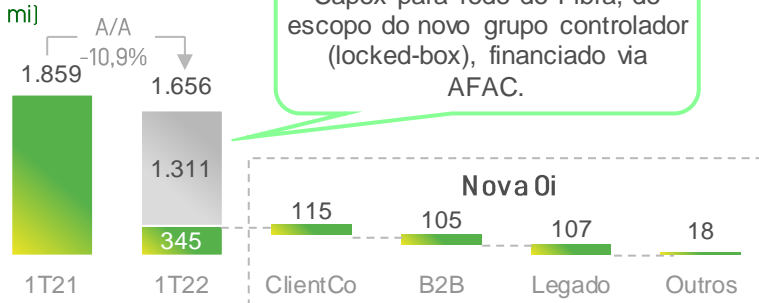 mi)
A/A
-10,9%
1.859
1.656
escopo do novo grupo controlador
(locked-box), financiado via
AFAC.
1.311
345
Nova Oi
115
105
107
18
1T21
1T22
ClientCo
B2B
Legado
Outros